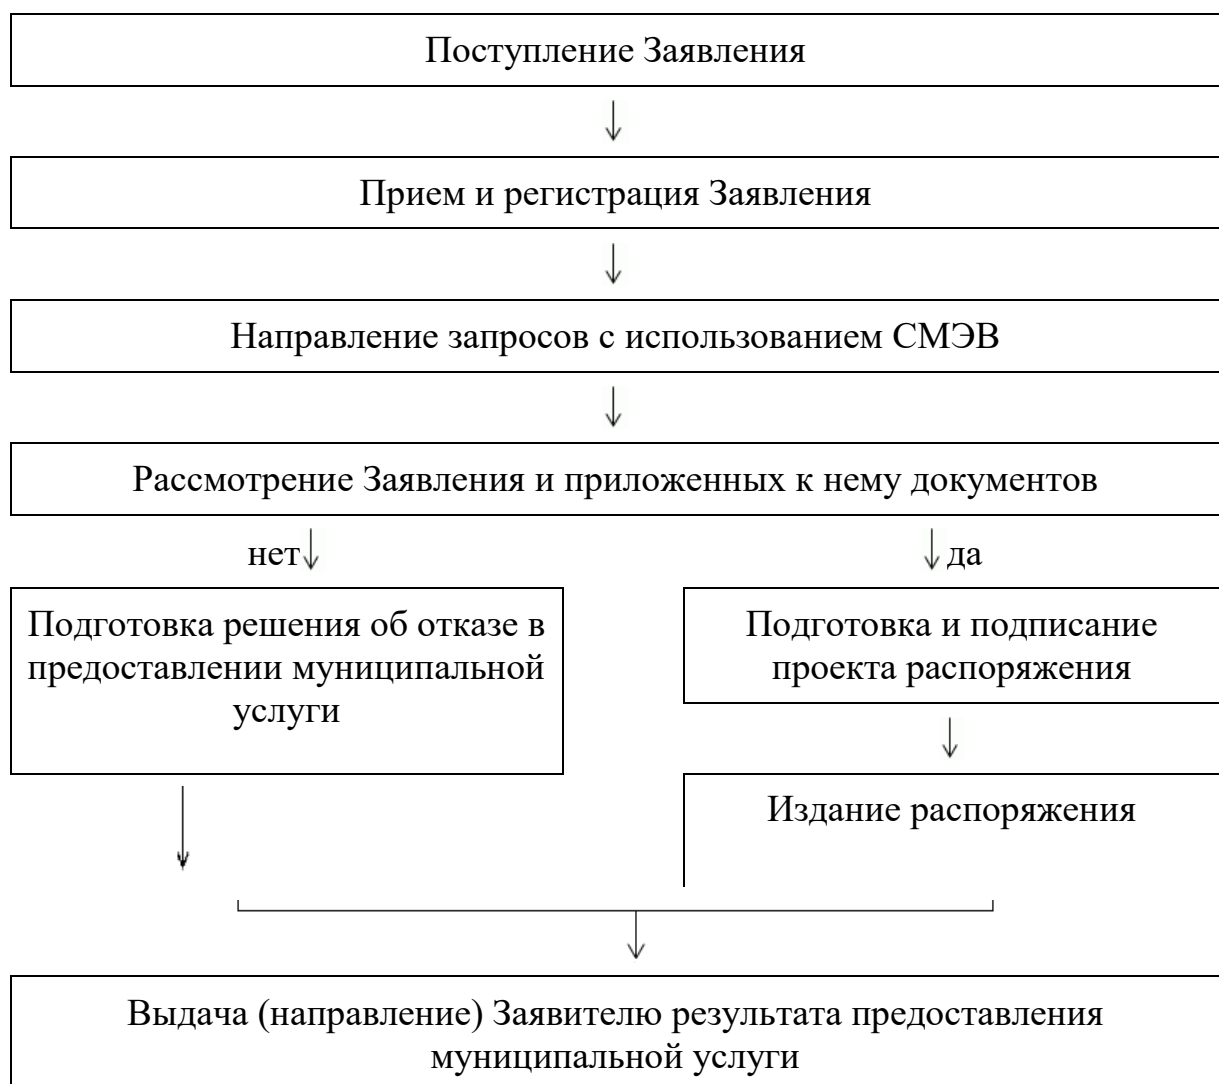 Поступление Заявления
Прием и регистрация Заявления
Направление запросов с использованием СМЭВ
Рассмотрение Заявления и приложенных к нему документов
нет
да
Подготовка решения об отказе в
предоставлении муниципальной
услуги
Подготовка и подписание
проекта распоряжения
Издание распоряжения
Выдача (направление) Заявителю результата предоставления
муниципальной услуги